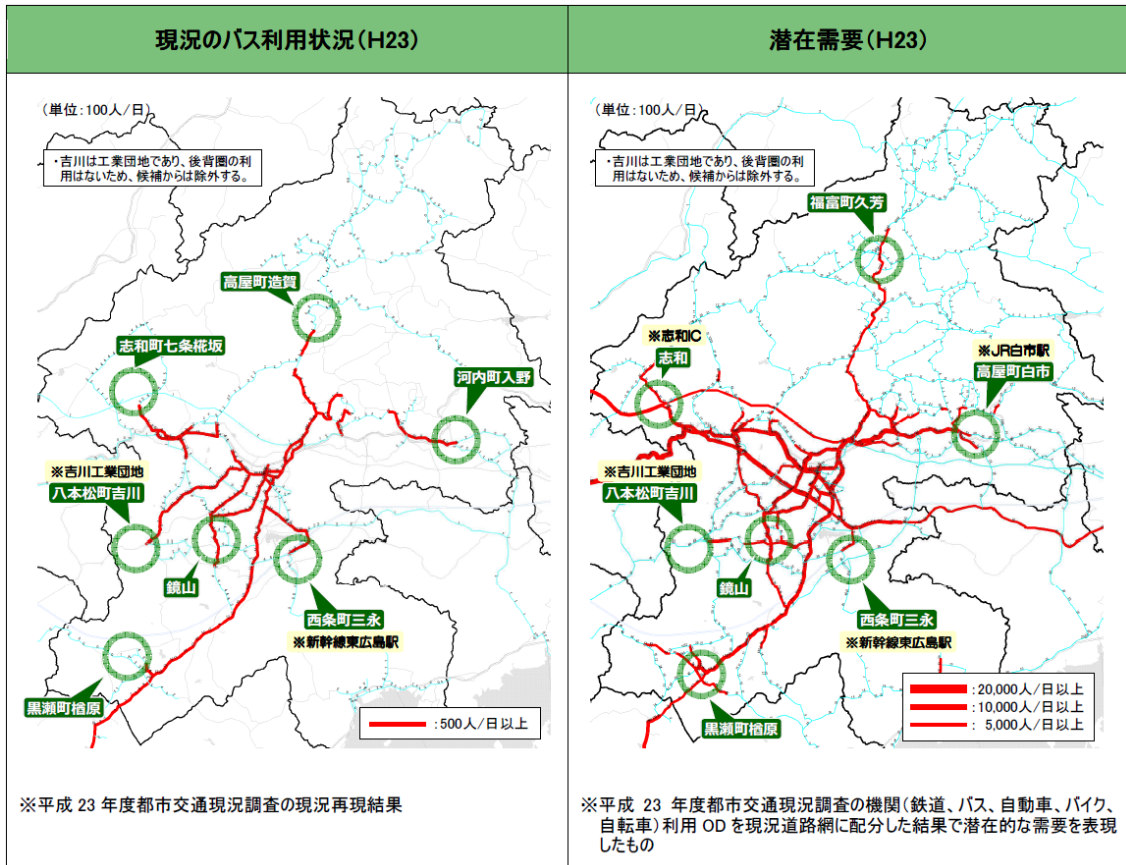 現況のバス利用状況(H23)
潜在需要(H23)
(単位:100人/日)
・吉川は工業団地であり、後背圏の利
用はないため、候補からは除外する。
高屋町造賀
志和町七条椛坂
河内町入野
※吉川工業団地
八本松町吉川
鏡山
西条町三永
※新幹線東広島駅
黒瀬町楢原
:500人/日以上
※平成 23 年度都市交通現況調査の現況再現結果
(単位:100人/日)
・吉川は工業団地であり、後背圏の利
用はないため、候補からは除外する。
福富町久芳
※志和IC
志和
※JR白市駅
高屋町白市
※吉川工業団地
八本松町吉川
鏡山
西条町三永
※新幹線東広島駅
黒瀬町楢原
:20,000人/日以上
:10,000人/日以上
: 5,000人/日以上
※平成 23 年度都市交通現況調査の機関(鉄道、バス、自動車、バイク、
自転車)利用 OD を現況道路網に配分した結果で潜在的な需要を表現
したもの